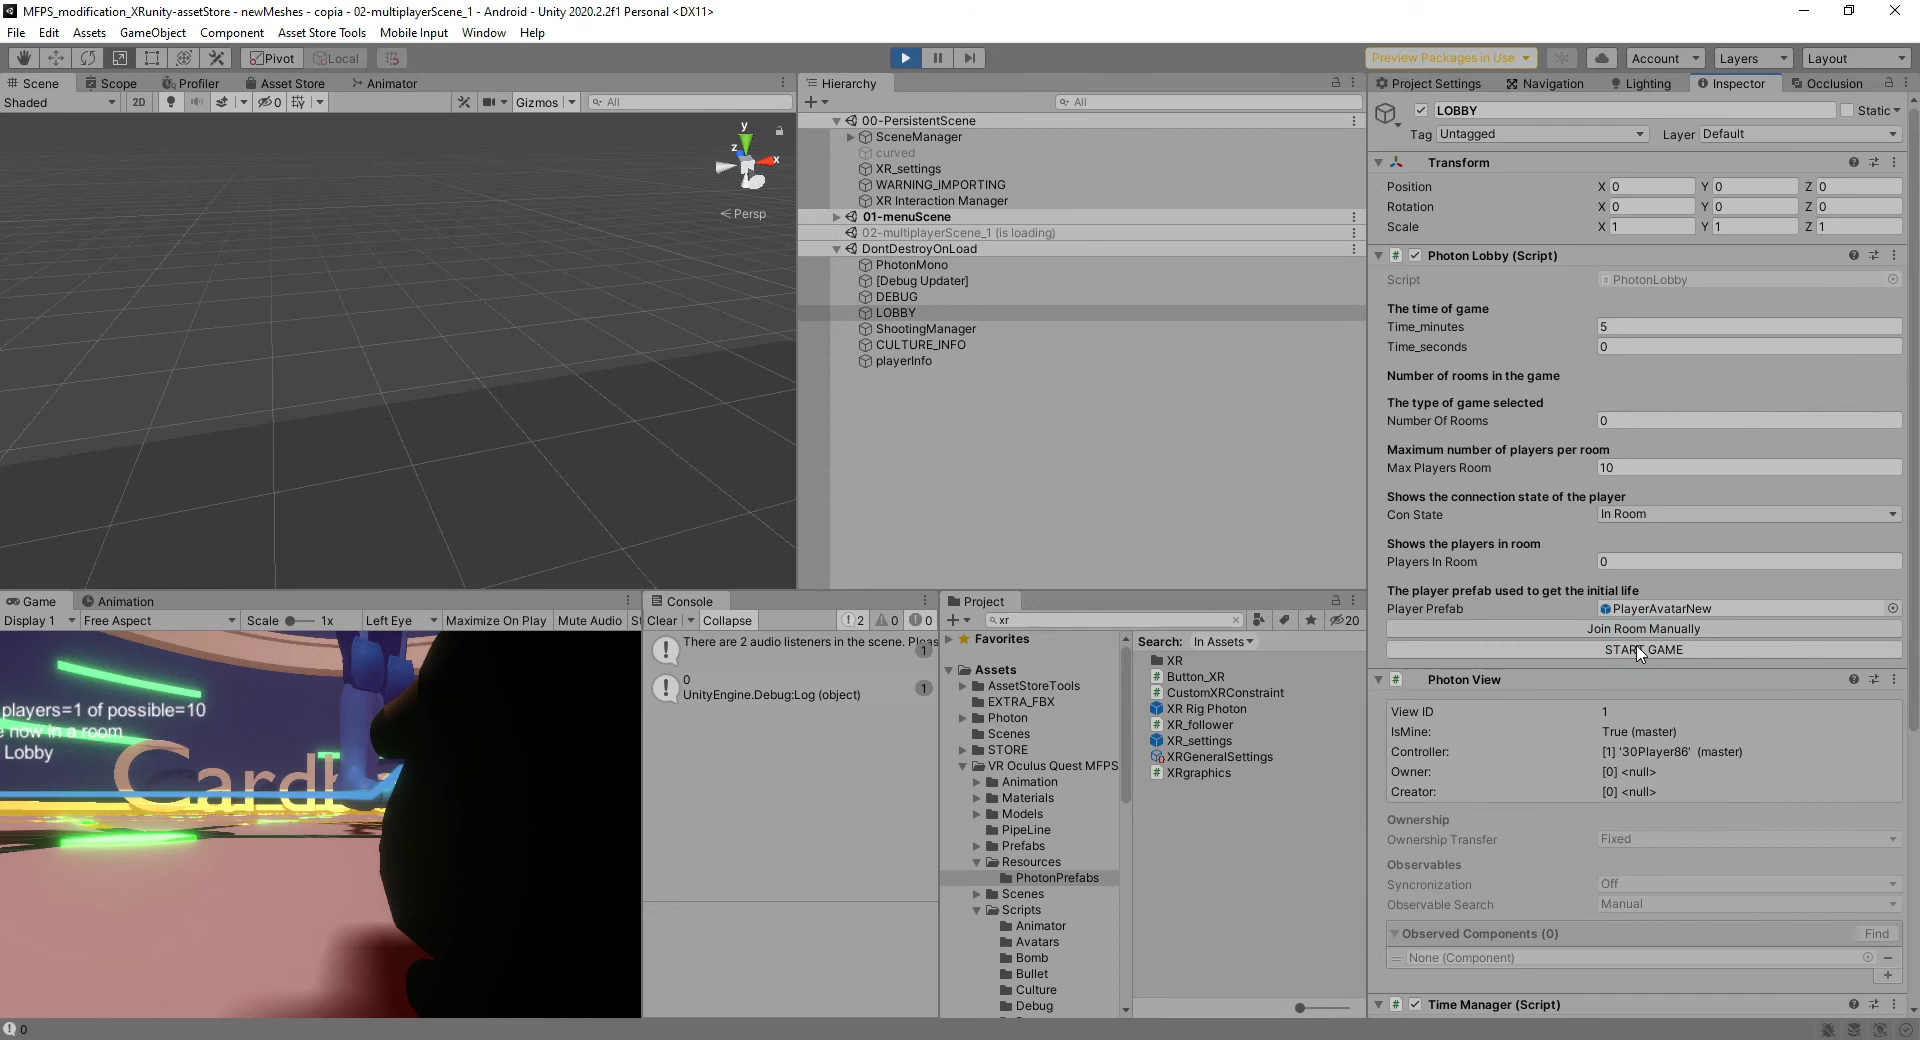 MFPS_modification_XRunity-assetStore - newMeshes - copia - 02-multiplayerScene_1 - Android - Unity 2020.2.2f1 Personal <DX11>
File Edit Assets GameObject Component Asset Store Tools Mobile Input Window Help
Pivot Local Preview Packages in Use Account Layers Layout
Scene Scope Profiler Asset Store Animator
Shaded 2D 0 Gizmos All
y
z
x
Persp
Hierarchy
All
00-PersistentScene
SceneManager
curved
XR_settings
WARNING_IMPORTING
XR Interaction Manager
01-menuScene
02-multiplayerScene_1 (is loading)
DontDestroyOnLoad
PhotonMono
[Debug Updater]
DEBUG
LOBBY
ShootingManager
CULTURE_INFO
playerInfo
Game Animation
Display 1 Free Aspect Scale 1x Left Eye Maximize On Play Mute Audio St
players=1 of possible=10
e now in a room
Lobby
Cardb
Console
Clear Collapse 2 0 0
There are 2 audio listeners in the scene. Pleas 1
0
UnityEngine.Debug:Log (object) 1
Project
xr 20
Favorites
Assets
AssetStoreTools
EXTRA_FBX
Photon
Scenes
STORE
VR Oculus Quest MFPS
Animation
Materials
Models
PipeLine
Prefabs
Resources
PhotonPrefabs
Scenes
Scripts
Animator
Avatars
Bomb
Bullet
Culture
Debug
Search: In Assets
XR
Button_XR
CustomXRConstraint
XR Rig Photon
XR_follower
XR_settings
XRGeneralSettings
XRgraphics
Project Settings Navigation Lighting Inspector Occlusion
LOBBY Static
Tag Untagged Layer Default
Transform
Position X 0 Y 0 Z 0
Rotation X 0 Y 0 Z 0
Scale X 1 Y 1 Z 1
Photon Lobby (Script)
Script PhotonLobby
The time of game
Time_minutes 5
Time_seconds 0
Number of rooms in the game
The type of game selected
Number Of Rooms 0
Maximum number of players per room
Max Players Room 10
Shows the connection state of the player
Con State In Room
Shows the players in room
Players In Room 0
The player prefab used to get the initial life
Player Prefab PlayerAvatarNew
Join Room Manually
START GAME
Photon View
View ID 1
IsMine: True (master)
Controller: [1] '30Player86' (master)
Owner: [0] <null>
Creator: [0] <null>
Ownership
Ownership Transfer Fixed
Observables
Syncronization Off
Observable Search Manual
Observed Components (0) Find
None (Component)
Time Manager (Script)
0